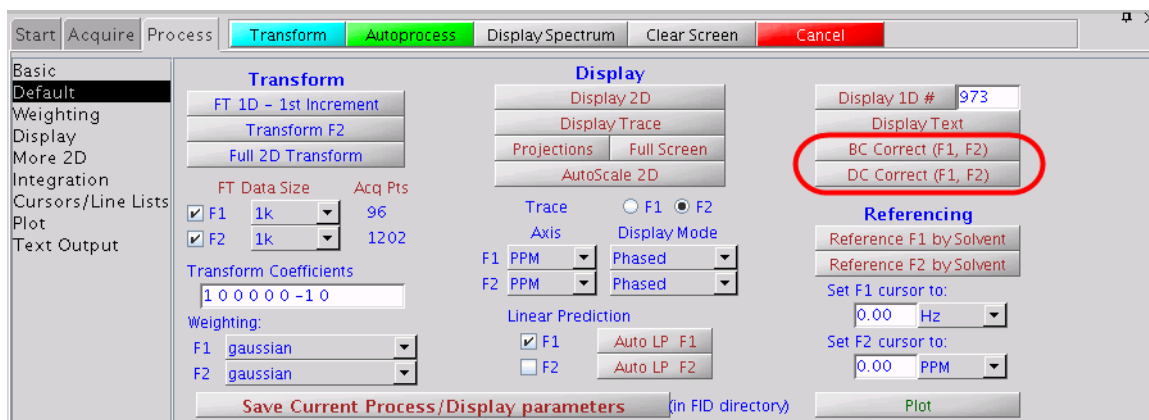 Start Acquire Process Transform Autoprocess Display Spectrum Clear Screen Cancel
Basic
Default
Weighting
Display
More 2D
Integration
Cursors/Line Lists
Plot
Text Output
Transform
FT 1D - 1st Increment
Transform F2
Full 2D Transform
FT Data Size Acq Pts
F1 1k 96
F2 1k 1202
Transform Coefficients
1 0 0 0 0 0 -1 0
Weighting:
F1 gaussian
F2 gaussian
Display
Display 2D
Display Trace
Projections Full Screen
AutoScale 2D
Trace F1 F2
Axis Display Mode
F1 PPM Phased
F2 PPM Phased
Linear Prediction
F1 Auto LP F1
F2 Auto LP F2
Display 1D # 973
Display Text
BC Correct (F1, F2)
DC Correct (F1, F2)
Referencing
Reference F1 by Solvent
Reference F2 by Solvent
Set F1 cursor to:
0.00 Hz
Set F2 cursor to:
0.00 PPM
Save Current Process/Display parameters (in FID directory) Plot